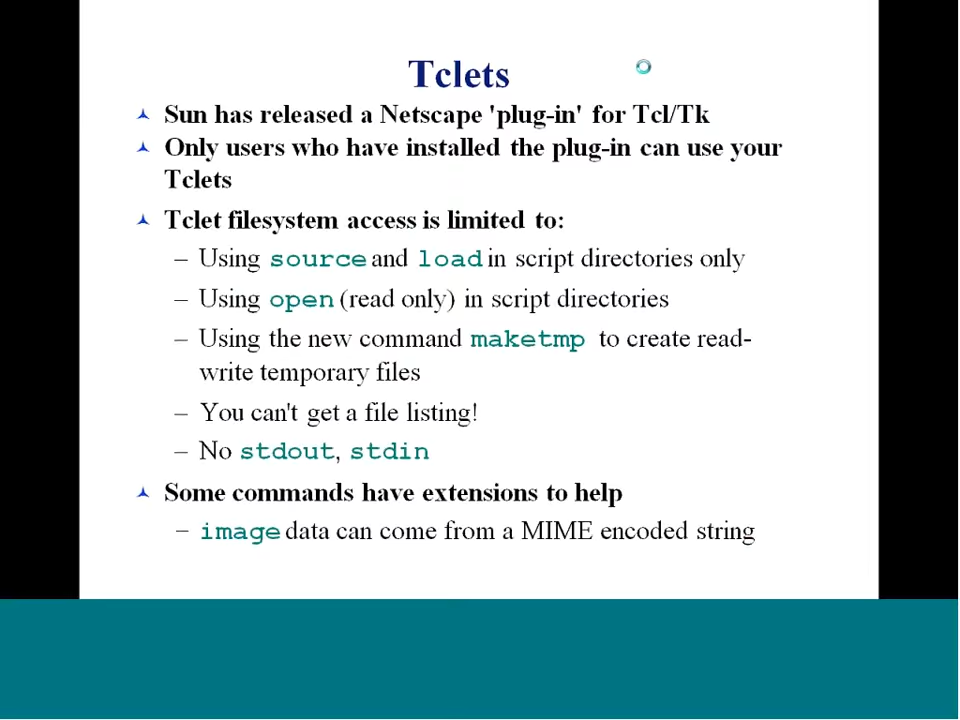 Tclets
Sun has released a Netscape 'plug-in' for Tcl/Tk
Only users who have installed the plug-in can use your
Tclets
Tclet filesystem access is limited to:
– Using source and load in script directories only
– Using open (read only) in script directories
– Using the new command maketmp to create read-
write temporary files
– You can't get a file listing!
– No stdout, stdin
Some commands have extensions to help
– image data can come from a MIME encoded string